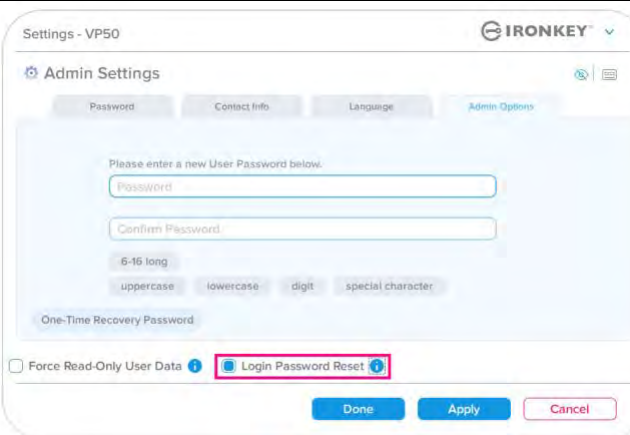 Settings - VP50
IRONKEY
Admin Settings
Password Contact Info Language Admin Options
Please enter a new User Password below.
Password
Confirm Password
6-16 long
uppercase lowercase digit special character
One-Time Recovery Password
Force Read-Only User Data Login Password Reset
Done Apply Cancel